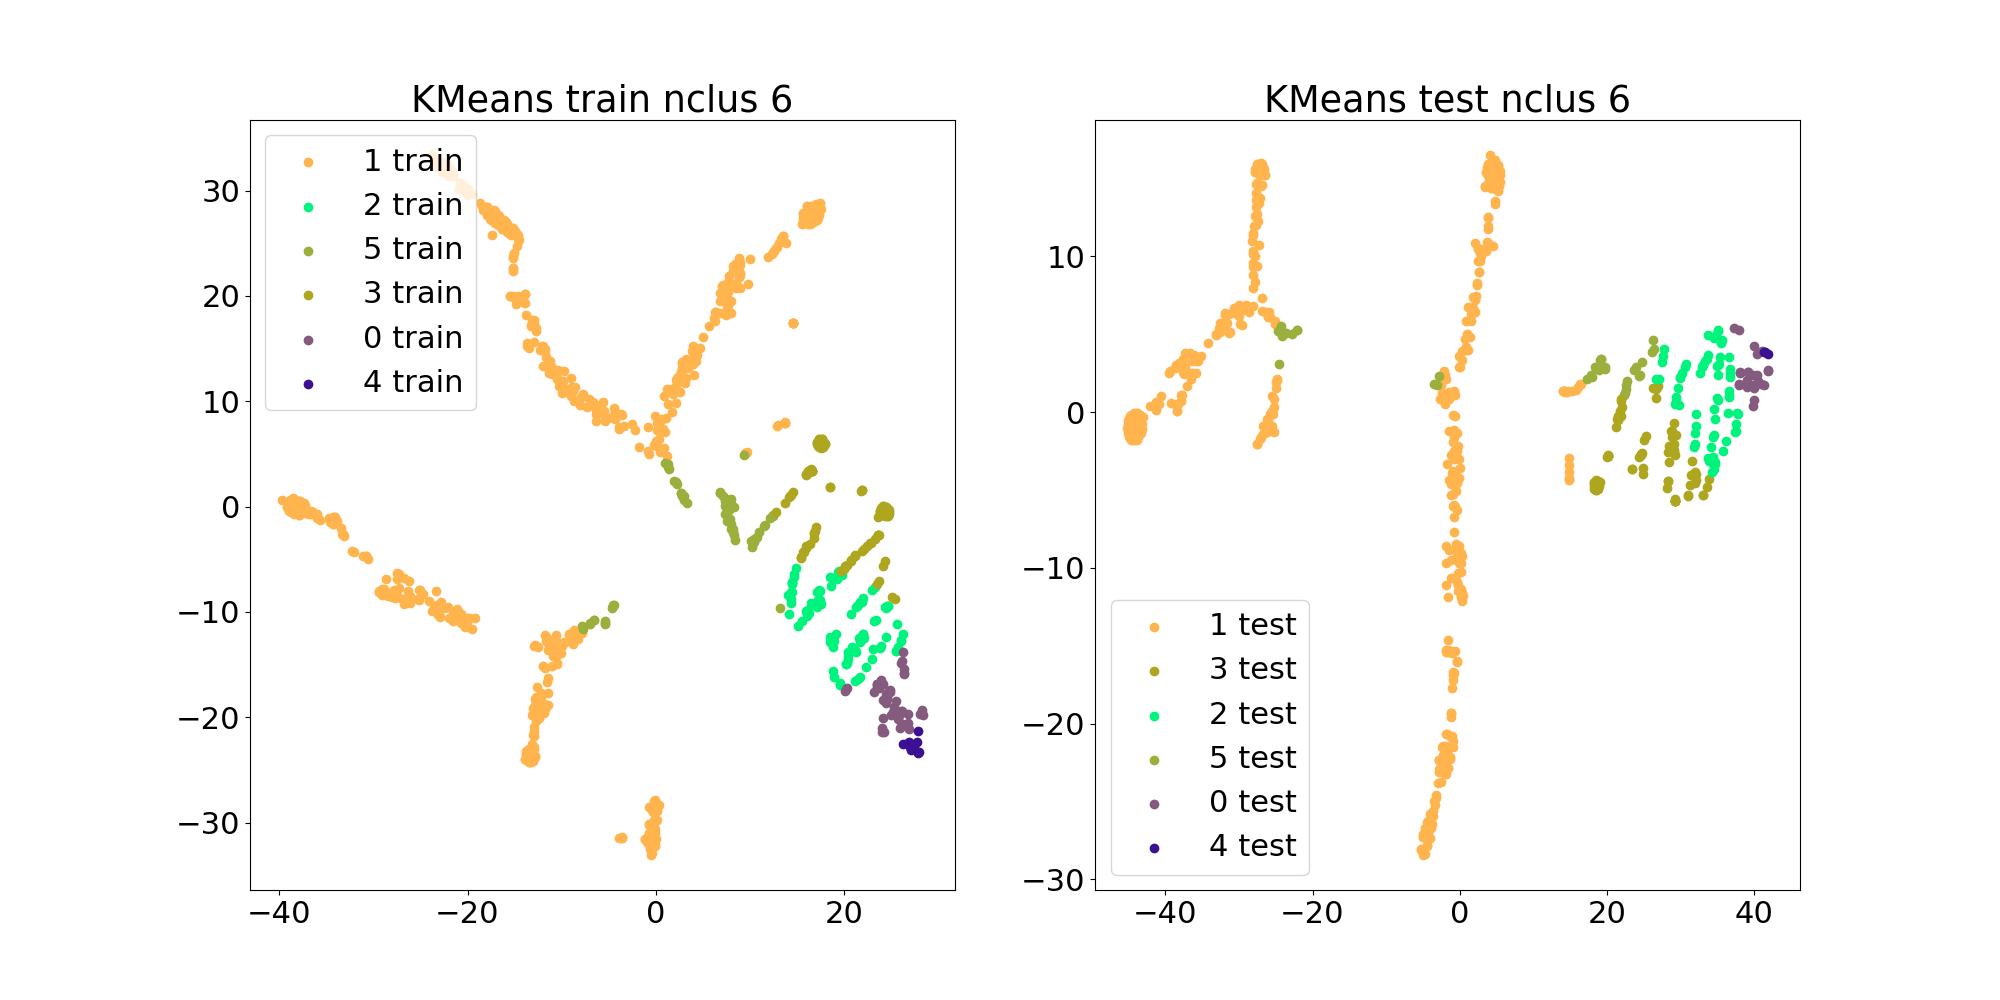 KMeans train nclus 6
1 train
2 train
5 train
3 train
0 train
4 train
30
20
10
0
−10
−20
−30
−40 −20 0 20
KMeans test nclus 6
10
0
−10
−20
−30
1 test
3 test
2 test
5 test
0 test
4 test
−40 −20 0 20 40